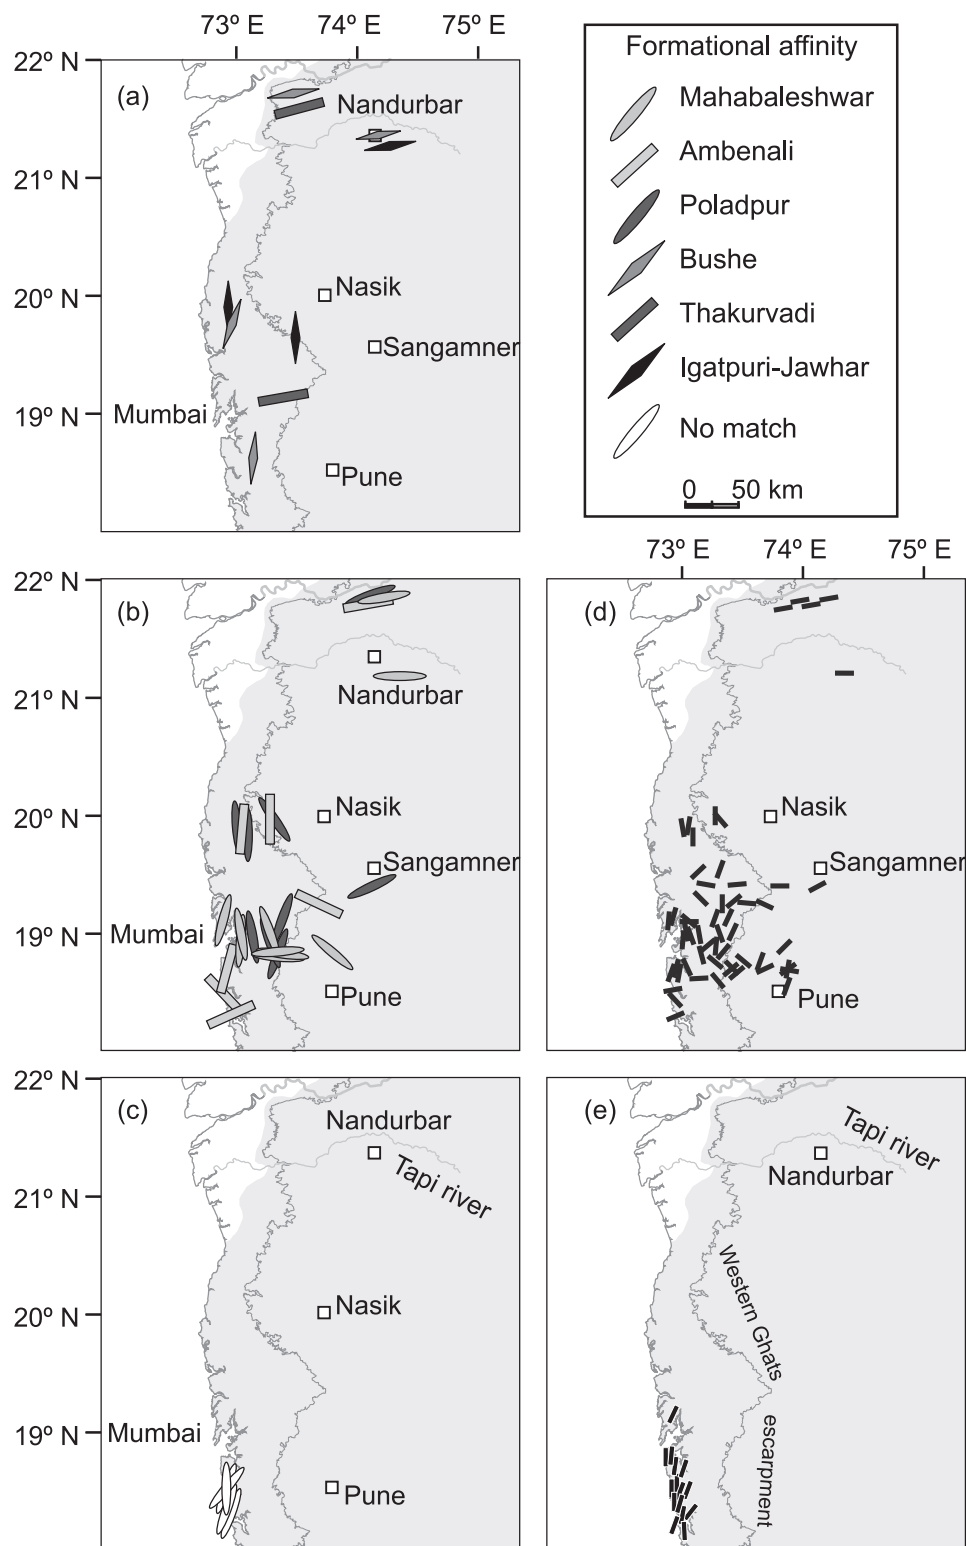 73º E 74º E 75º E
22º N
(a)
Nandurbar
21º N
20º N
Nasik
Sangamner
19º N
Mumbai
Pune
Formational affinity
Mahabaleshwar
Ambenali
Poladpur
Bushe
Thakurvadi
Igatpuri-Jawhar
No match
0 50 km
73º E 74º E 75º E
22º N
(b)
Nandurbar
21º N
20º N
Nasik
Sangamner
19º N
Mumbai
Pune
(d)
Nasik
Sangamner
Pune
22º N
(c)
Nandurbar
Tapi river
21º N
20º N
Nasik
19º N
Mumbai
Pune
(e)
Tapi river
Nandurbar
Western Ghats
escarpment